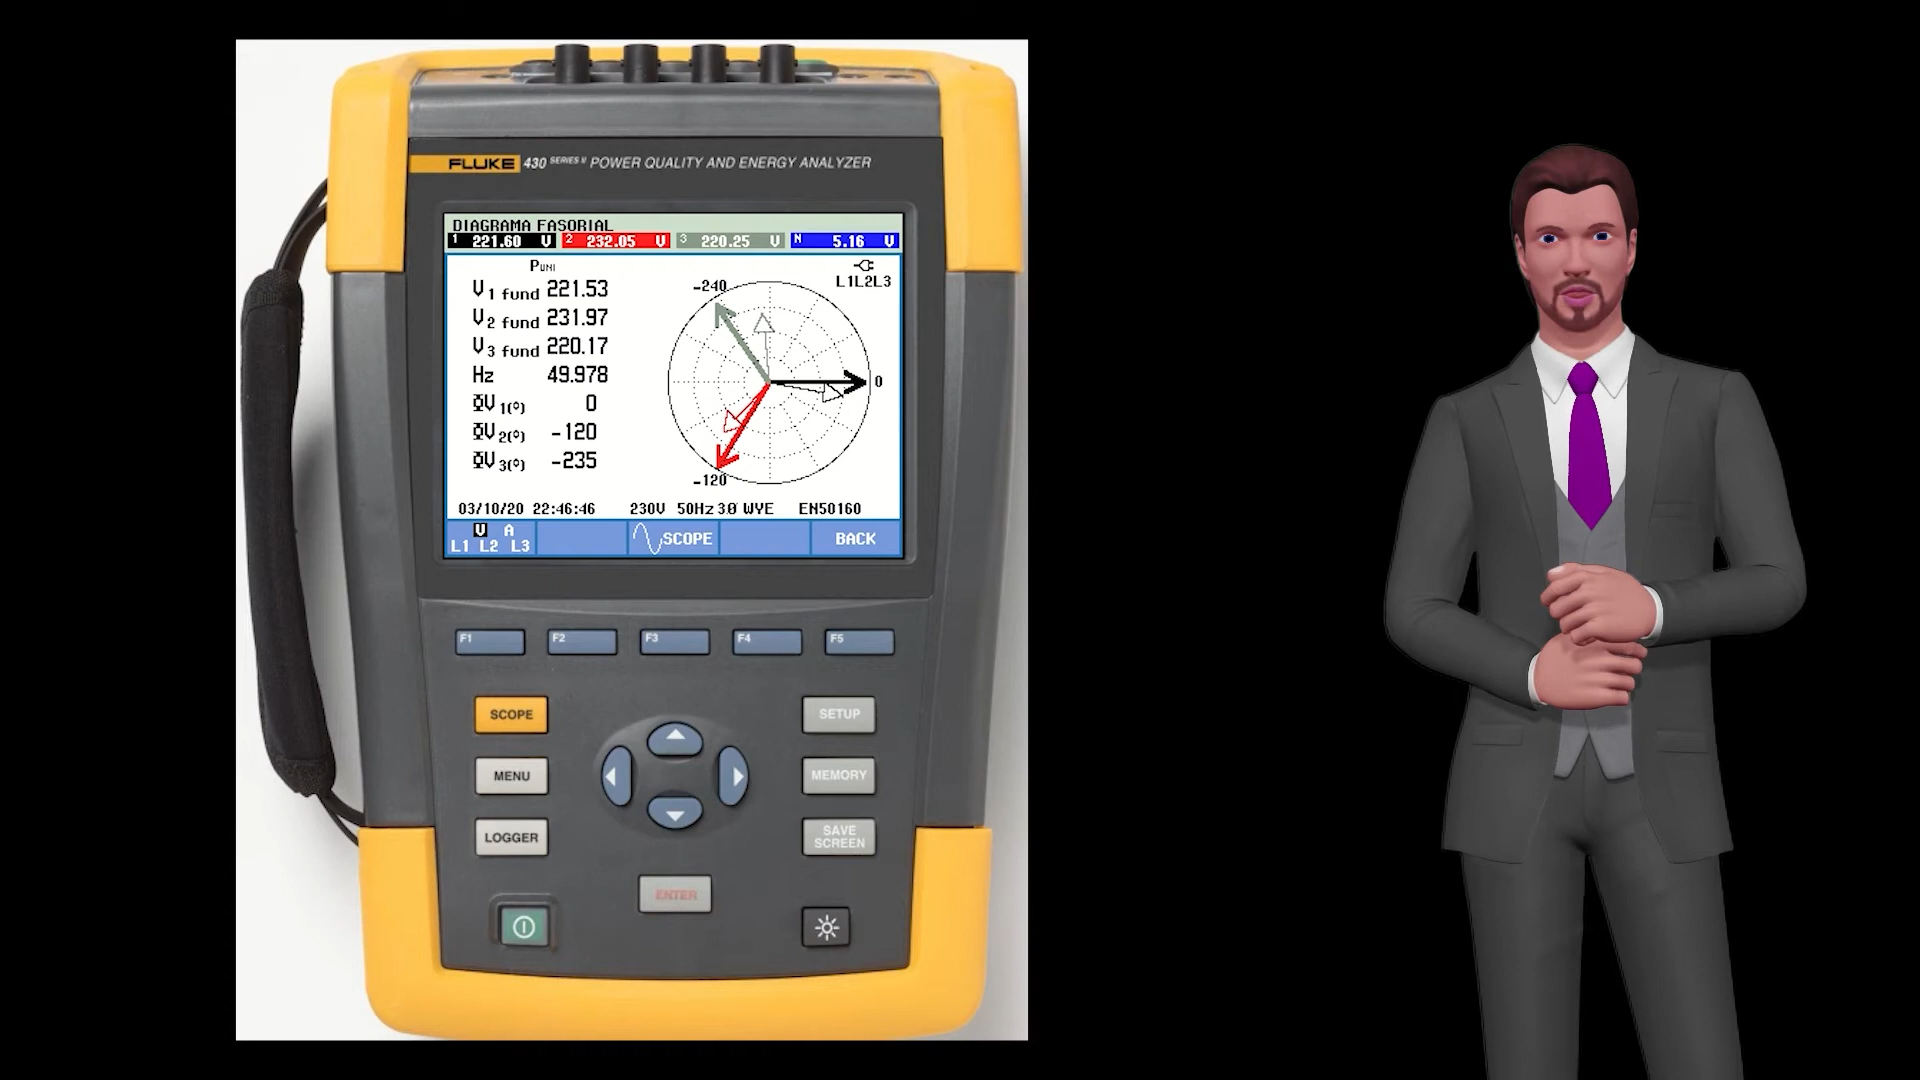 FLUKE 430 SERIES II POWER QUALITY AND ENERGY ANALYZER
DIAGRAMA FASORIAL
1 221.60 V 2 232.05 V 3 220.25 V N 5.16 V
PUNI
L1L2L3
V1 fund 221.53
V2 fund 231.97
V3 fund 220.17
Hz 49.978
ΦV1(°) 0
ΦV2(°) -120
ΦV3(°) -235
-240
0
-120
03/10/20 22:46:46 230V 50Hz 3Ø WYE EN50160
V A
L1 L2 L3
SCOPE
BACK
F1 F2 F3 F4 F5
SCOPE
SETUP
MENU
MEMORY
LOGGER
SAVE
SCREEN
ENTER